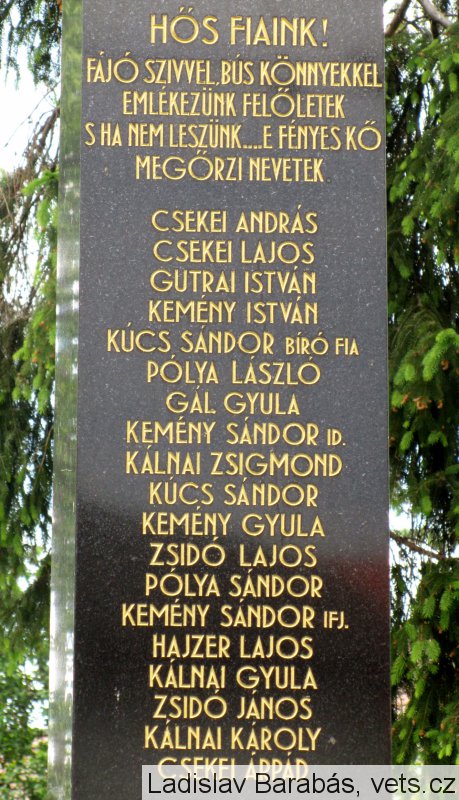 HŐS FIAINK!
FÁJÓ SZIVVEL, BÚS KÖNNYEKKEL
EMLÉKEZÜNK FELŐLETEK
S HA NEM LESZÜNK.....E FÉNYES KŐ
MEGŐRZI NEVETEK
CSEKEI ANDRÁS
CSEKEI LAJOS
GUTRAI ISTVÁN
KEMÉNY ISTVÁN
KÚCS SÁNDOR BÍRÓ FIA
PÓLYA LÁSZLÓ
GÁL GYULA
KEMÉNY SÁNDOR ID.
KÁLNAI ZSIGMOND
KÚCS SÁNDOR
KEMÉNY GYULA
ZSIDÓ LAJOS
PÓLYA SÁNDOR
KEMÉNY SÁNDOR IFJ.
HAJZER LAJOS
KÁLNAI GYULA
ZSIDÓ JÁNOS
KÁLNAI KÁROLY
CSEKEI ÁRPÁD
Ladislav Barabás, vets.cz